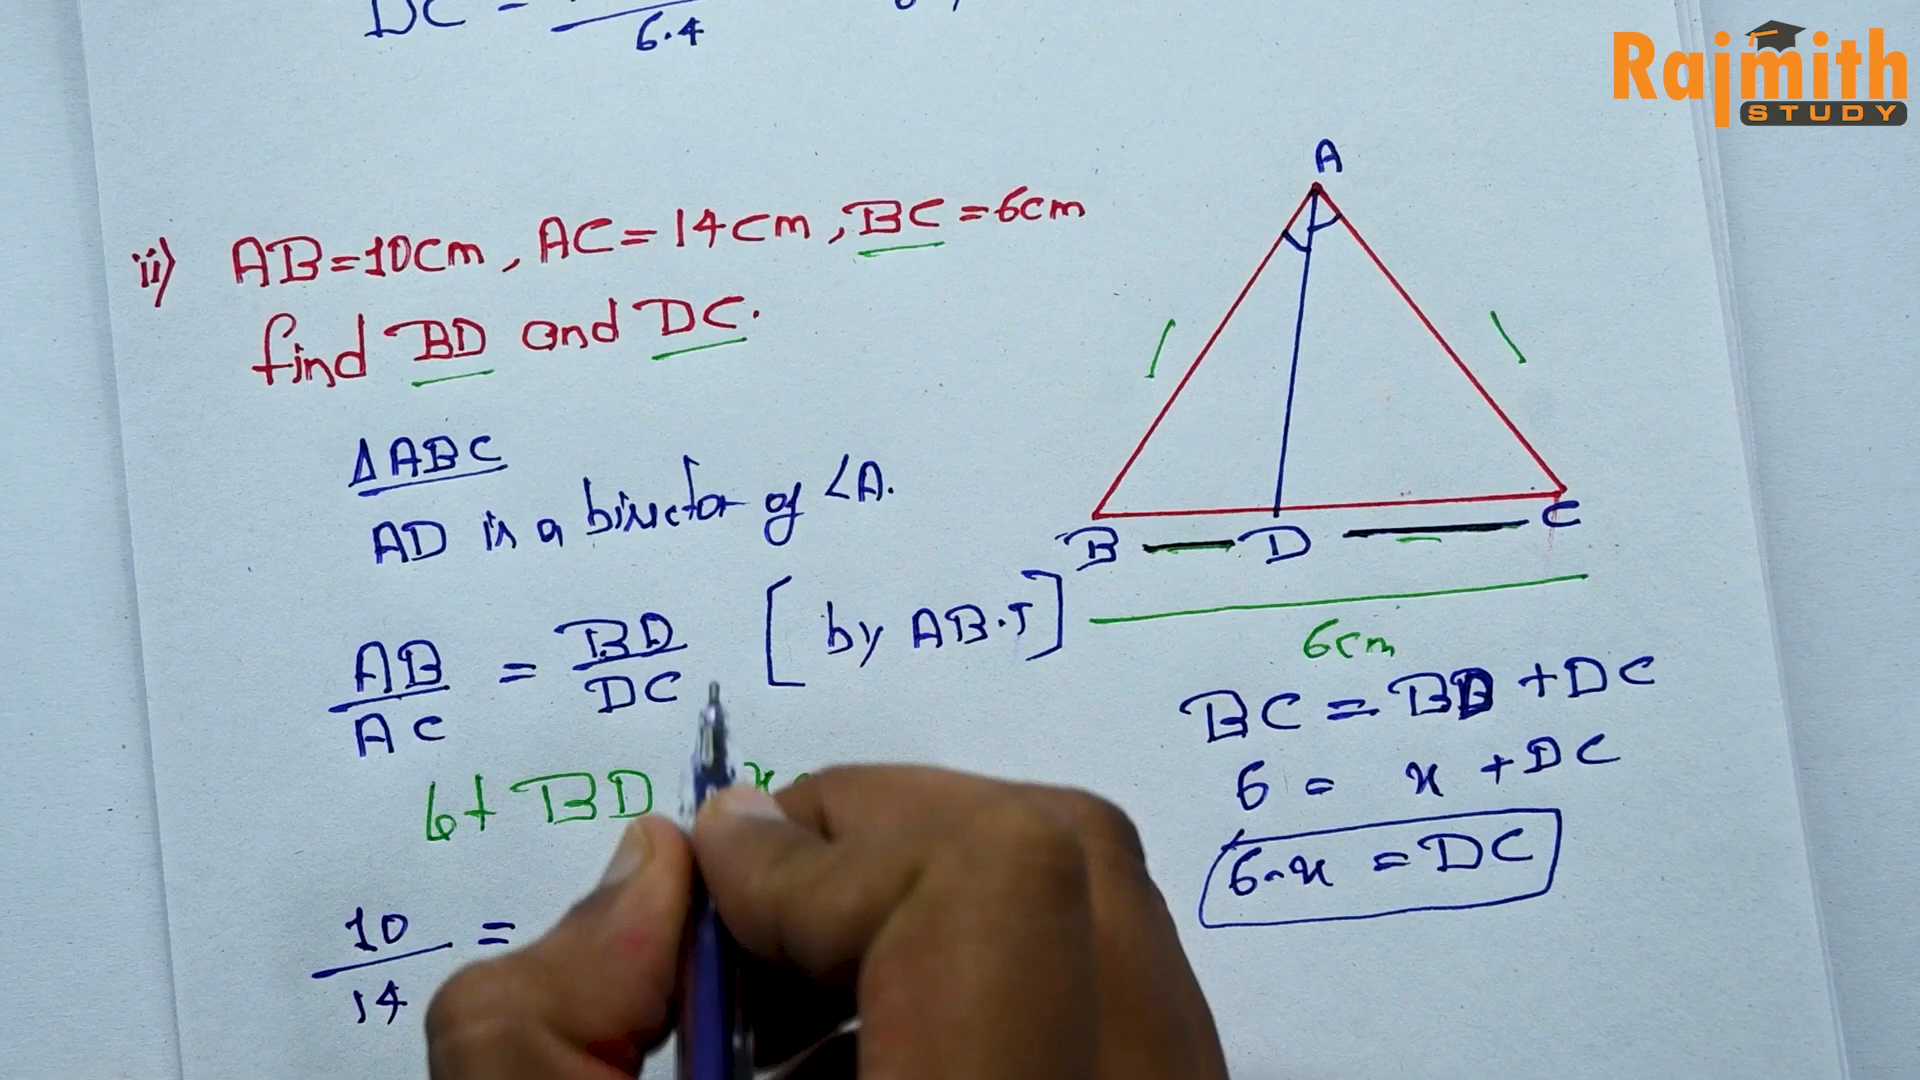 DC =
6.4
Rajmith
STUDY
ii) AB=10cm, AC=14cm, BC=6cm
find BD and DC.
ΔABC
AD is a bisector of ∠A.
AB/AC = BD/DC [by AB.T]
let BD x
10/14 =
A
B D C
6cm
BC = BD + DC
6 = x + DC
6-x = DC